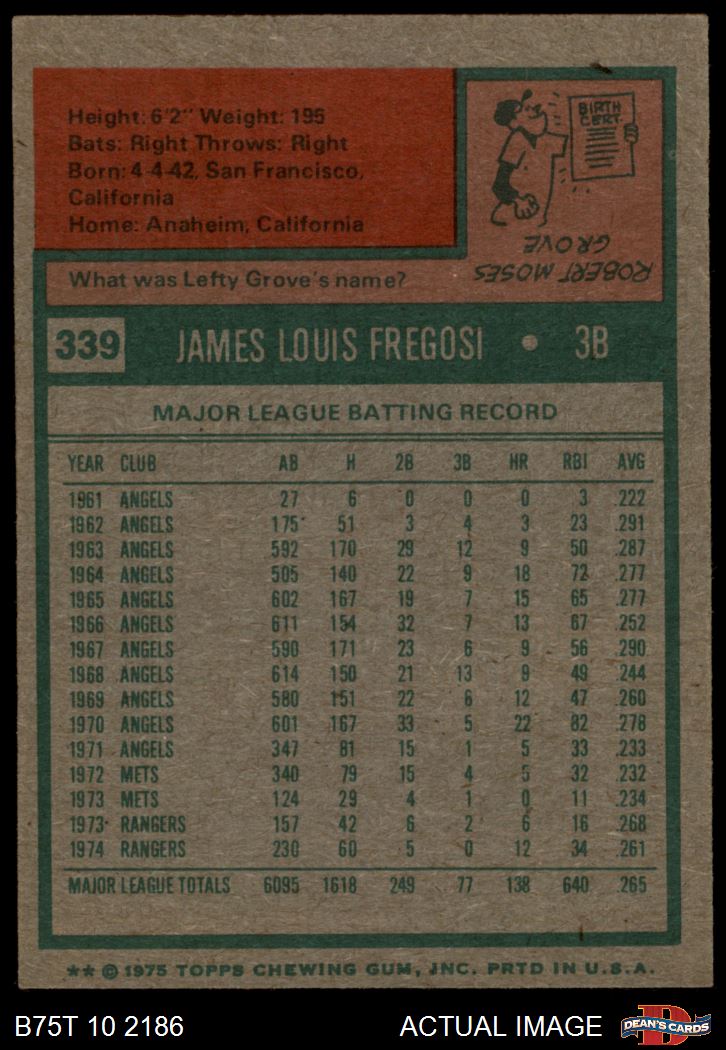 Height: 6'2" Weight: 195
Bats: Right Throws: Right
Born: 4-4-42, San Francisco,
California
Home: Anaheim, California
BIRTH
CERT.
ROBERT MOSES
GROVE
What was Lefty Grove's name?
339 JAMES LOUIS FREGOSI • 3B
MAJOR LEAGUE BATTING RECORD
YEAR CLUB AB H 2B 3B HR RBI AVG
1961 ANGELS 27 6 0 0 0 3 .222
1962 ANGELS 175 51 3 4 3 23 .291
1963 ANGELS 592 170 29 12 9 50 .287
1964 ANGELS 505 140 22 9 18 72 .277
1965 ANGELS 602 167 19 7 15 65 .277
1966 ANGELS 611 154 32 7 13 67 .252
1967 ANGELS 590 171 23 6 9 56 .290
1968 ANGELS 614 150 21 13 9 49 .244
1969 ANGELS 580 151 22 6 12 47 .260
1970 ANGELS 601 167 33 5 22 82 .278
1971 ANGELS 347 81 15 1 5 33 .233
1972 METS 340 79 15 4 5 32 .232
1973 METS 124 29 4 1 0 11 .234
1973 RANGERS 157 42 6 2 6 16 .268
1974 RANGERS 230 60 5 0 12 34 .261
MAJOR LEAGUE TOTALS 6095 1618 249 77 138 640 .265
** © 1975 TOPPS CHEWING GUM, INC. PRTD IN U.S.A.
B75T 10 2186 ACTUAL IMAGE D DEAN'S CARDS